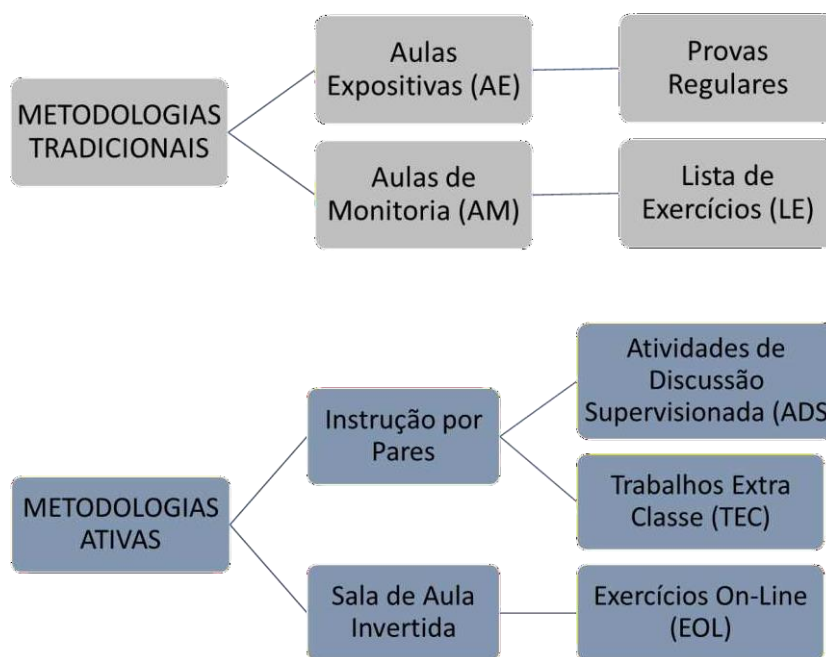 METODOLOGIAS
TRADICIONAIS
Aulas
Expositivas (AE)
Provas
Regulares
Aulas de
Monitoria (AM)
Lista de
Exercícios (LE)
METODOLOGIAS
ATIVAS
Instrução por
Pares
Atividades de
Discussão
Supervisionada (ADS
Trabalhos Extra
Classe (TEC)
Sala de Aula
Invertida
Exercícios On-Line
(EOL)